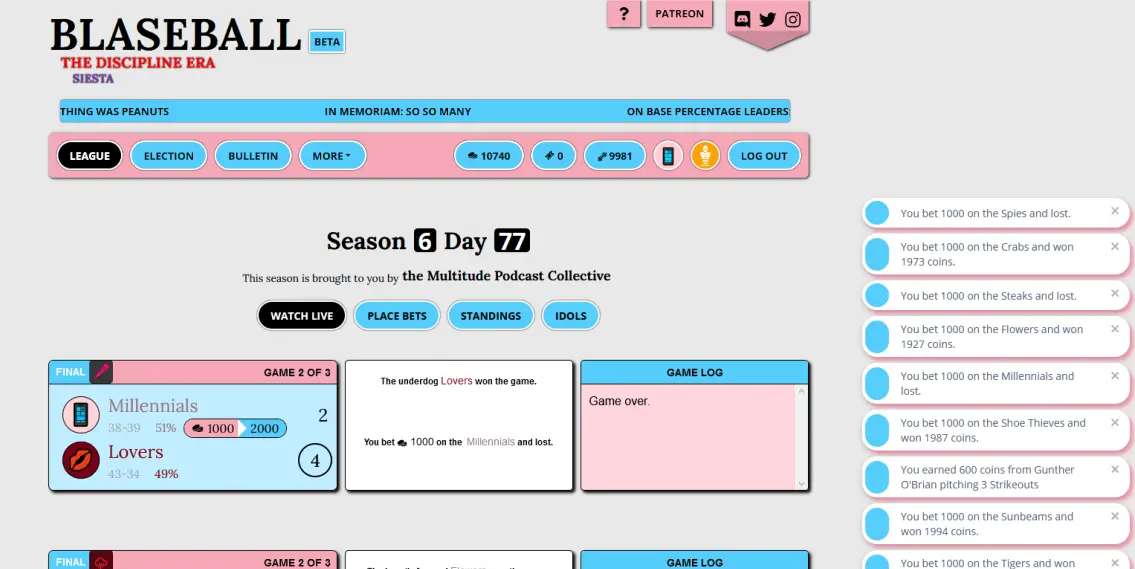 ?
PATREON
BLASEBALL
BETA
THE DISCIPLINE ERA
SIESTA
THING WAS PEANUTS IN MEMORIAM: SO SO MANY ON BASE PERCENTAGE LEADERS
LEAGUE ELECTION BULLETIN MORE 10740 0 9981 LOG OUT
Season 6 Day 77
This season is brought to you by the Multitude Podcast Collective
WATCH LIVE PLACE BETS STANDINGS IDOLS
FINAL GAME 2 OF 3
Millennials
38-39 51% 1000 2000
2
Lovers
43-34 49%
4
The underdog Lovers won the game.
You bet 1000 on the Millennials and lost.
GAME LOG
Game over.
FINAL GAME 2 OF 3
GAME LOG
You bet 1000 on the Spies and lost.
You bet 1000 on the Crabs and won
1973 coins.
You bet 1000 on the Steaks and lost.
You bet 1000 on the Flowers and won
1927 coins.
You bet 1000 on the Millennials and
lost.
You bet 1000 on the Shoe Thieves and
won 1987 coins.
You earned 600 coins from Gunther
O'Brian pitching 3 Strikeouts
You bet 1000 on the Sunbeams and
won 1994 coins.
You bet 1000 on the Tigers and won